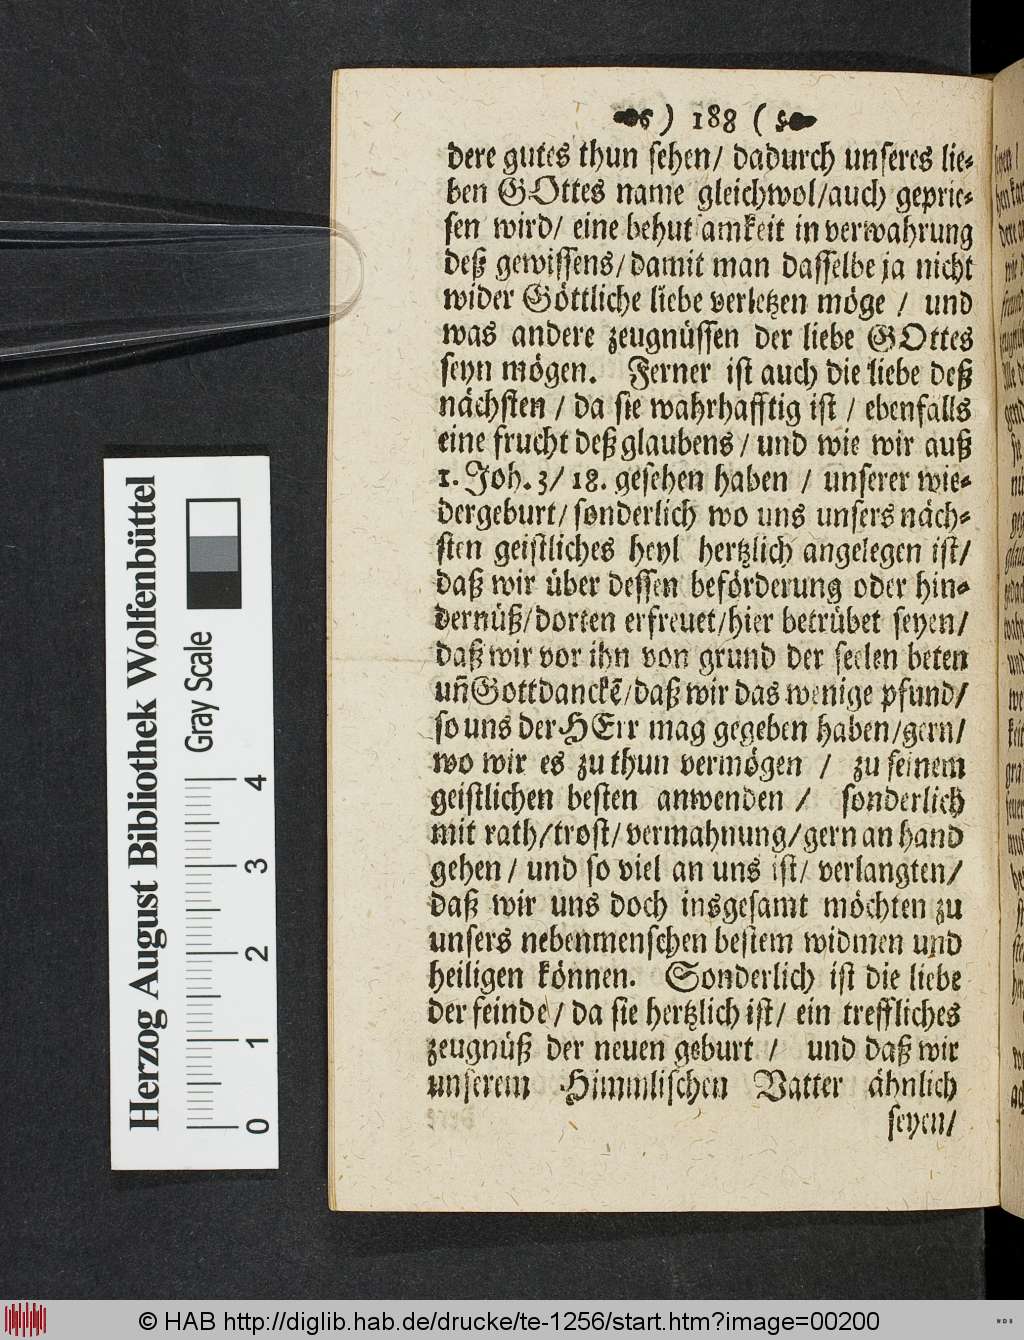 ) 188 (
dere gutes thun sehen/ dadurch unseres lie-
ben GOttes name gleichwol/auch geprie-
sen wird/ eine behutsamkeit in verwahrung
deß gewissens/damit man dasselbe ja nicht
wider Göttliche liebe verletzen möge / und
was andere zeugnüssen der liebe GOttes
seyn mögen. Ferner ist auch die liebe deß
nächsten / da sie wahrhafftig ist / ebenfalls
eine frucht deß glaubens / und wie wir auß
1. Joh. 3/ 18. gesehen haben / unserer wie-
dergeburt/ sonderlich wo uns unsers näch-
sten geistliches heyl hertzlich angelegen ist/
daß wir über dessen beförderung oder hin-
dernüß/dorten erfreuet/hier betrübet seyen/
daß wir vor ihn von grund der seelen beten
uñ Gott danckẽ/daß wir das wenige pfund/
so uns der HErr mag gegeben haben/gern/
wo wir es zu thun vermögen / zu seinem
geistlichen besten anwenden / sonderlich
mit rath/trost/vermahnung/gern an hand
gehen / und so viel an uns ist/ verlangten/
daß wir uns doch insgesamt möchten zu
unsers nebenmenschen bestem widmen und
heiligen können. Sonderlich ist die liebe
der feinde / da sie hertzlich ist/ ein treffliches
zeugnüß der neuen geburt / und daß wir
unserem Himmlischen Vatter ähnlich
seyen/
Herzog August Bibliothek Wolfenbüttel
Gray Scale
0 1 2 3 4
© HAB http://diglib.hab.de/drucke/te-1256/start.htm?image=00200